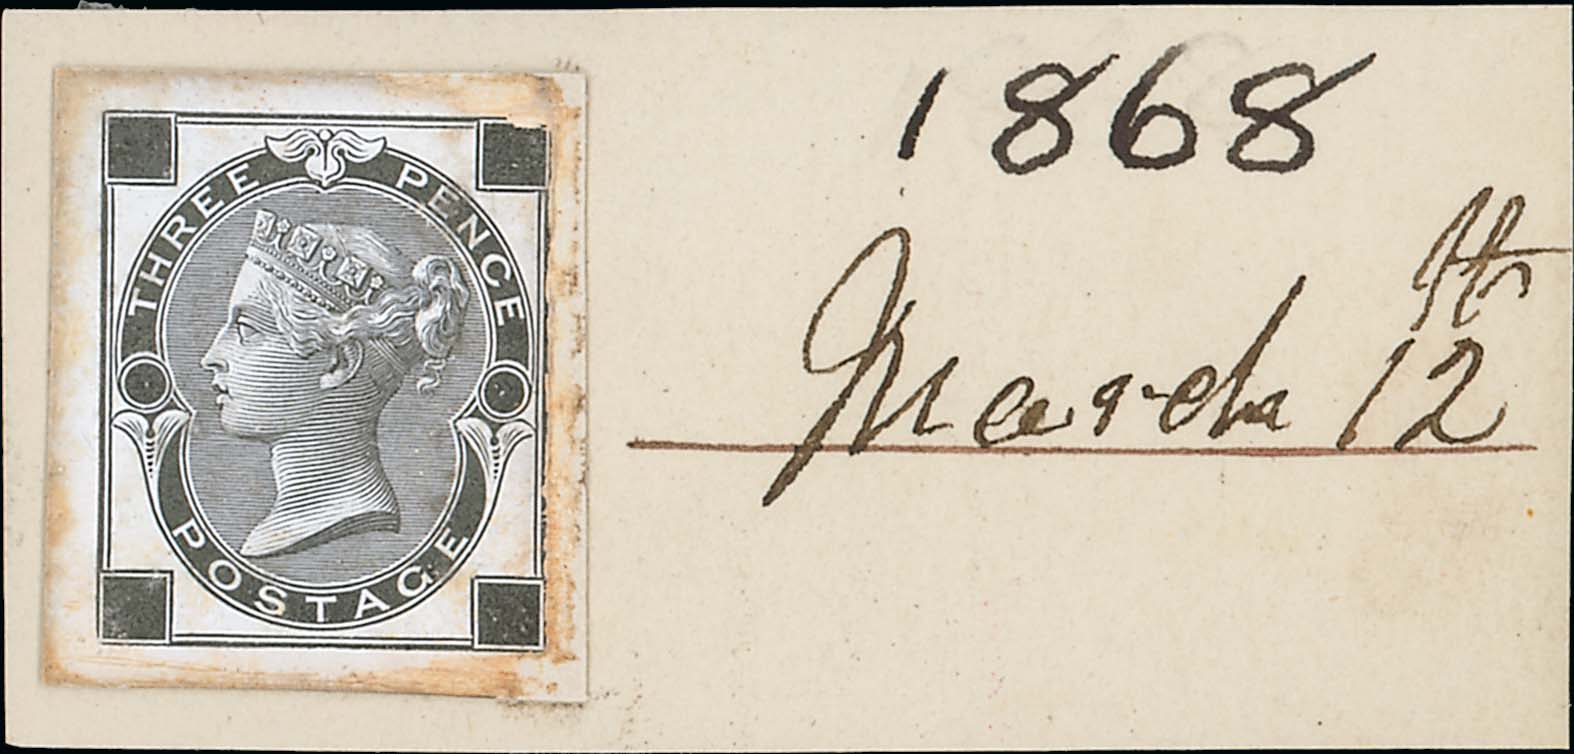 THREE PENCE
POSTAGE
1868
March 12th